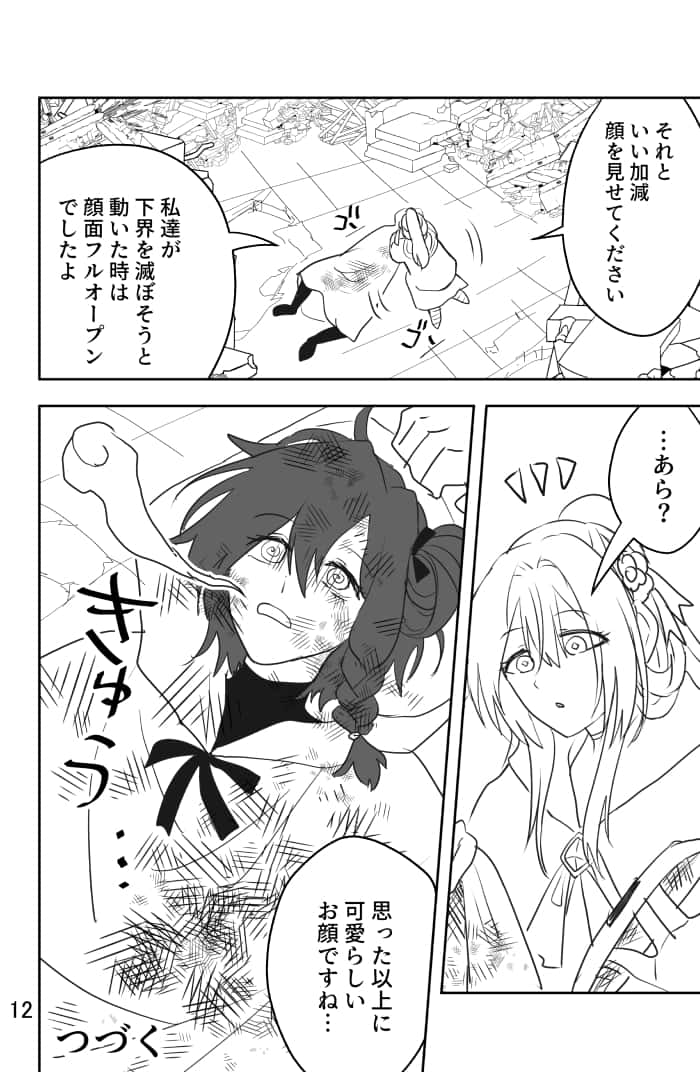 それと
いい加減
顔を見せてください
私達が
下界を滅ぼそうと
動いた時は
顔面フルオープン
でしたよ
ゴ、
ゴ、
…あら?
きゅう…
思った以上に
可愛らしい
お顔ですね…
つづく
12